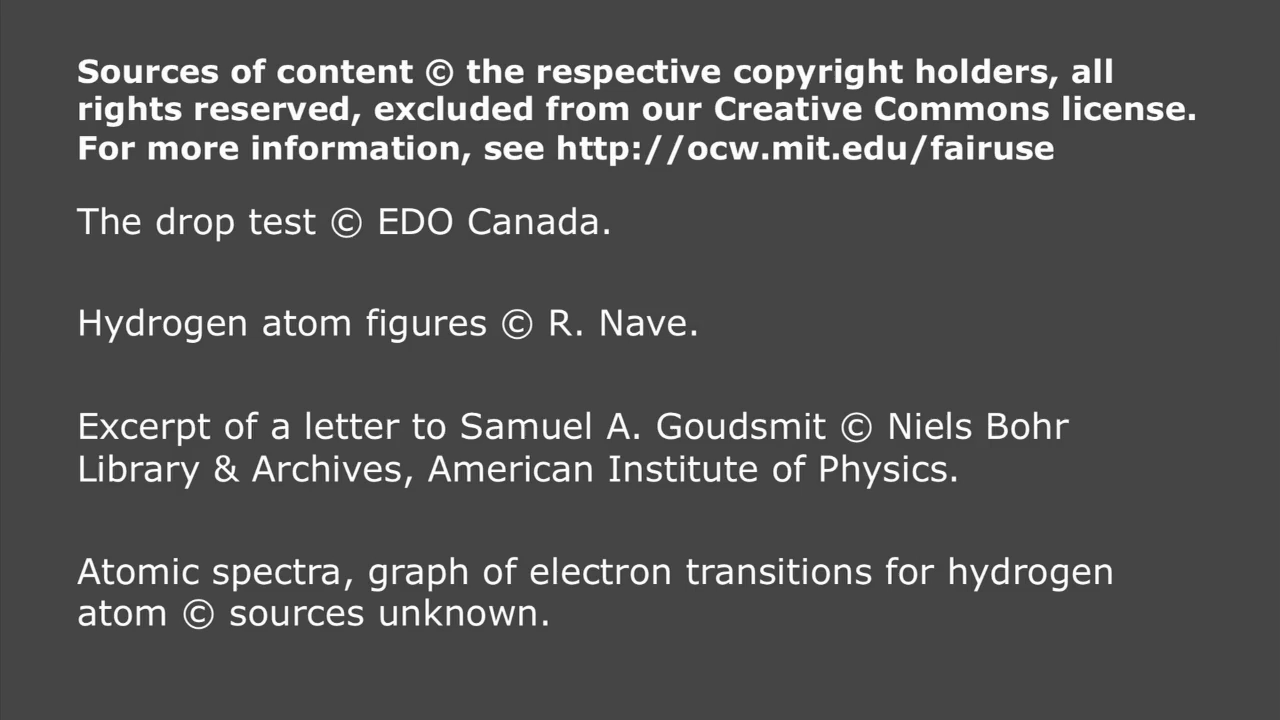 Sources of content © the respective copyright holders, all
rights reserved, excluded from our Creative Commons license.
For more information, see http://ocw.mit.edu/fairuse
The drop test © EDO Canada.
Hydrogen atom figures © R. Nave.
Excerpt of a letter to Samuel A. Goudsmit © Niels Bohr
Library & Archives, American Institute of Physics.
Atomic spectra, graph of electron transitions for hydrogen
atom © sources unknown.